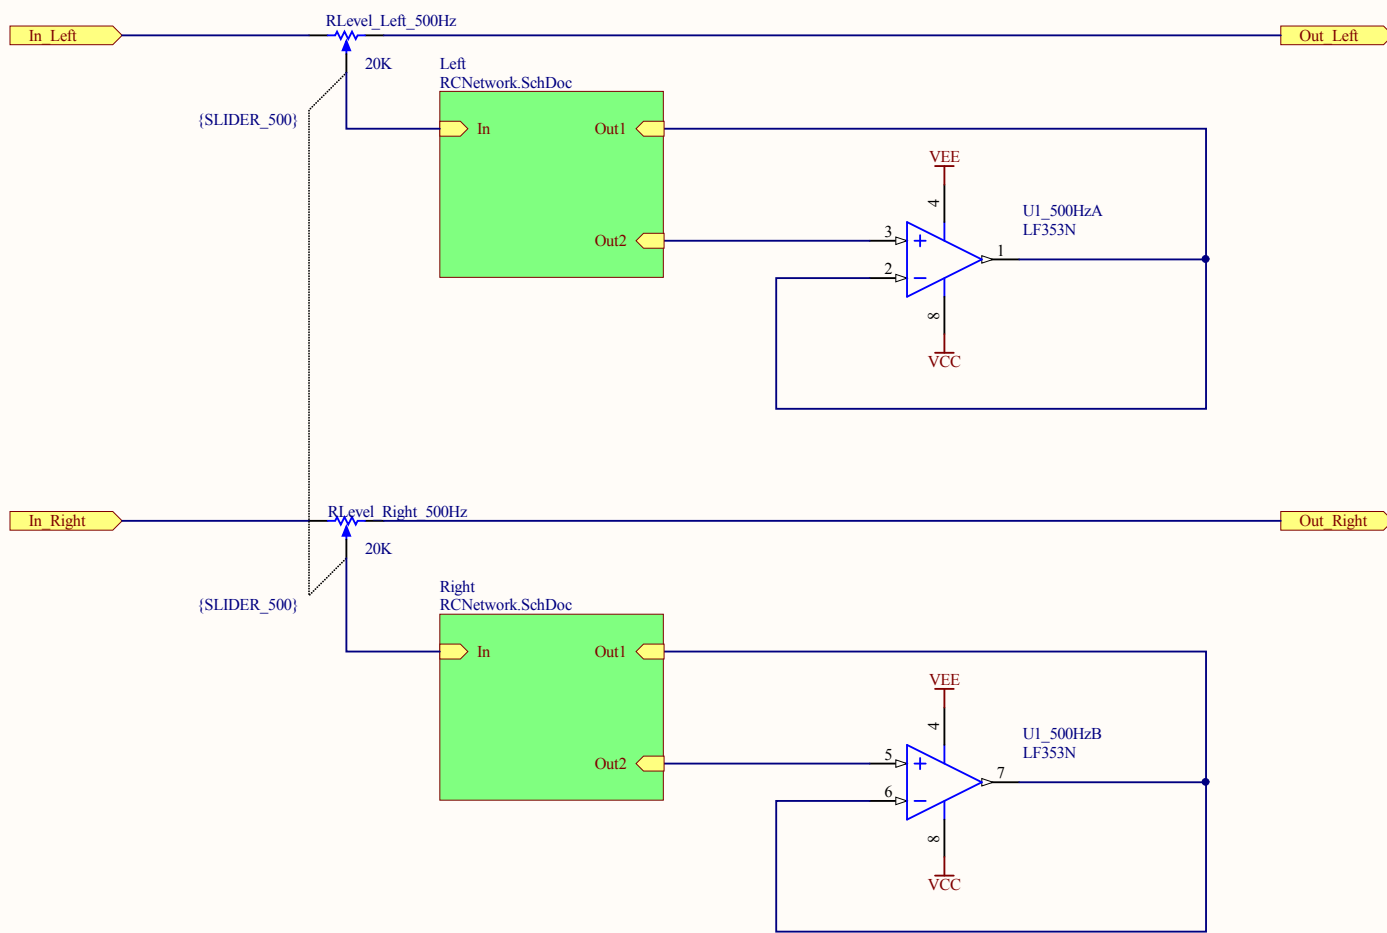 RLevel_Left_500Hz
In_Left
Out_Left
20K
Left
RCNetwork.SchDoc
{SLIDER_500}
In
Out1
VEE
4
U1_500HzA
LF353N
3
Out2
1
2
8
VCC
RLevel_Right_500Hz
In_Right
Out_Right
20K
Right
RCNetwork.SchDoc
{SLIDER_500}
In
Out1
VEE
4
U1_500HzB
LF353N
5
Out2
7
6
8
VCC